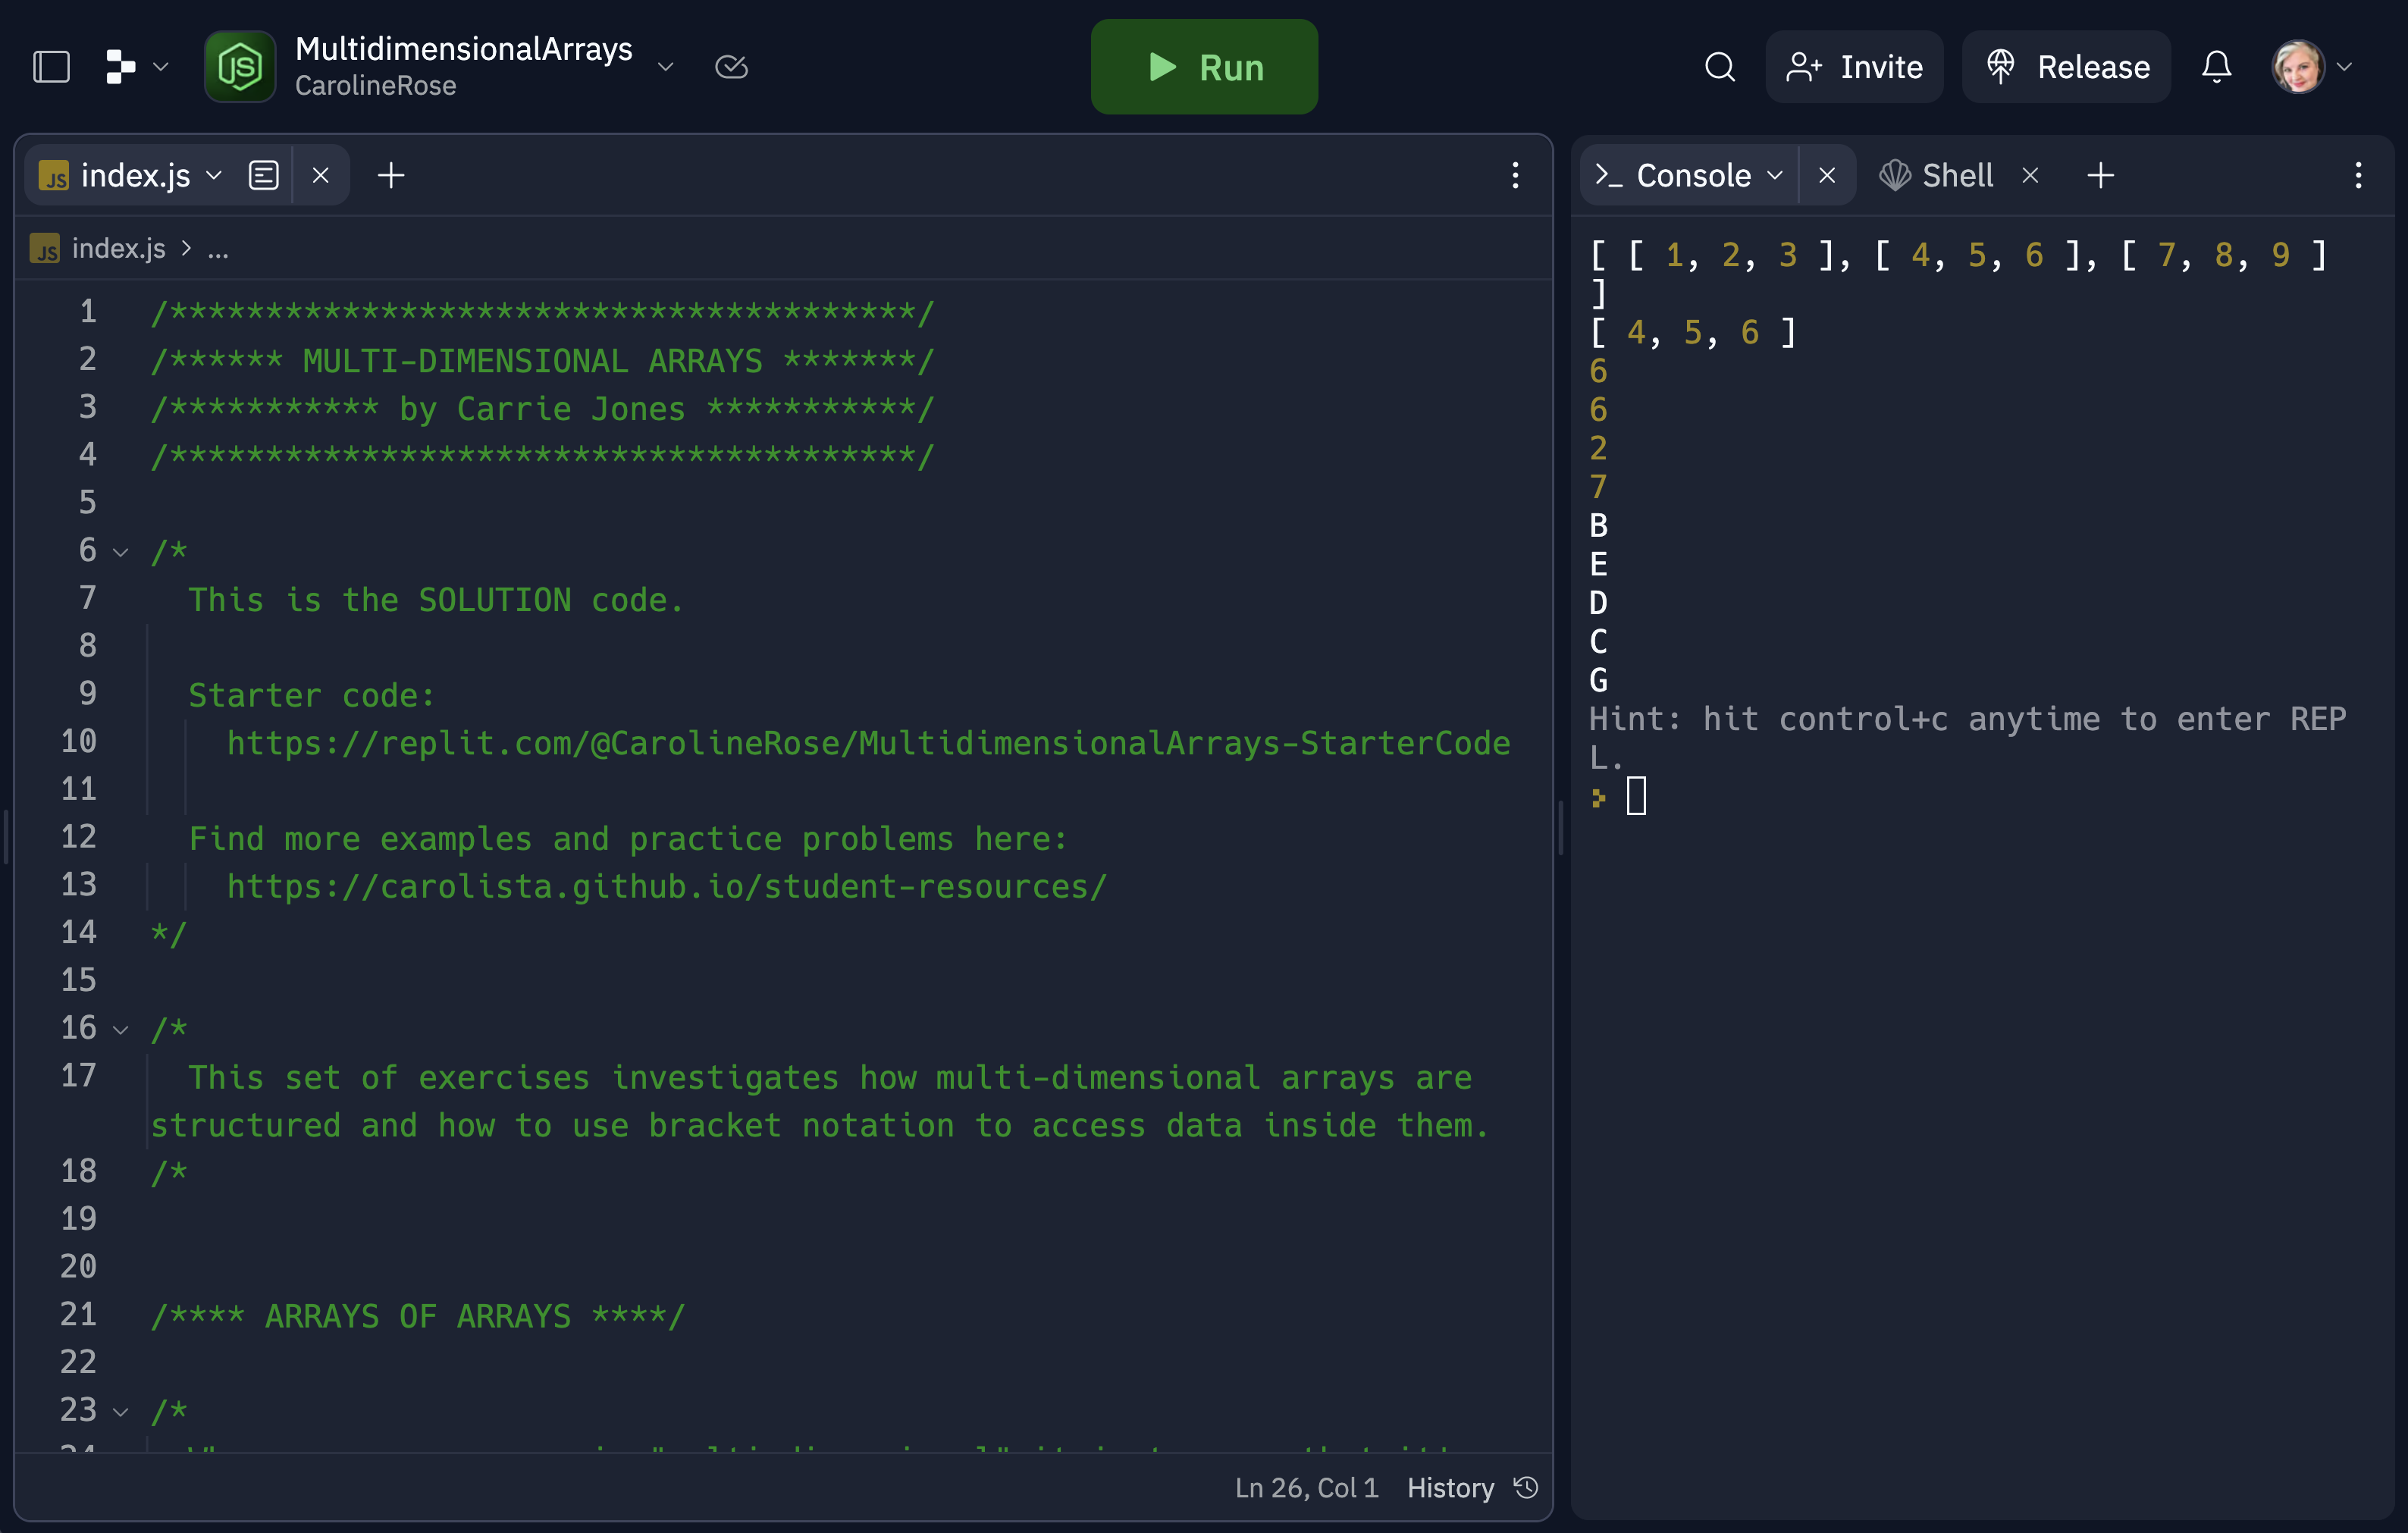 MultidimensionalArrays
CarolineRose
Run
Invite
Release
JS index.js
JS index.js > ...
1 /***************************************/
2 /****** MULTI-DIMENSIONAL ARRAYS *******/
3 /*********** by Carrie Jones ***********/
4 /***************************************/
5
6 /*
7 This is the SOLUTION code.
8
9 Starter code:
10 https://replit.com/@CarolineRose/MultidimensionalArrays-StarterCode
11
12 Find more examples and practice problems here:
13 https://carolista.github.io/student-resources/
14 */
15
16 /*
17 This set of exercises investigates how multi-dimensional arrays are
structured and how to use bracket notation to access data inside them.
18 /*
19
20
21 /**** ARRAYS OF ARRAYS ****/
22
23 /*
Ln 26, Col 1 History
>_ Console
Shell
[ [ 1, 2, 3 ], [ 4, 5, 6 ], [ 7, 8, 9 ]
]
[ 4, 5, 6 ]
6
6
2
7
B
E
D
C
G
Hint: hit control+c anytime to enter REP
L.